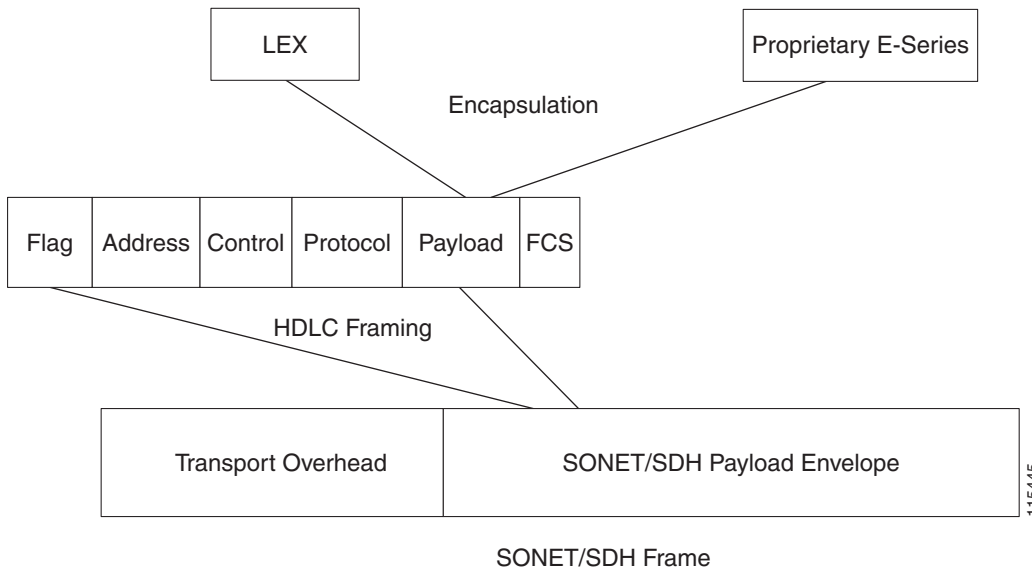 LEX
Proprietary E-Series
Encapsulation
Flag Address Control Protocol Payload FCS
HDLC Framing
Transport Overhead SONET/SDH Payload Envelope
115445
SONET/SDH Frame